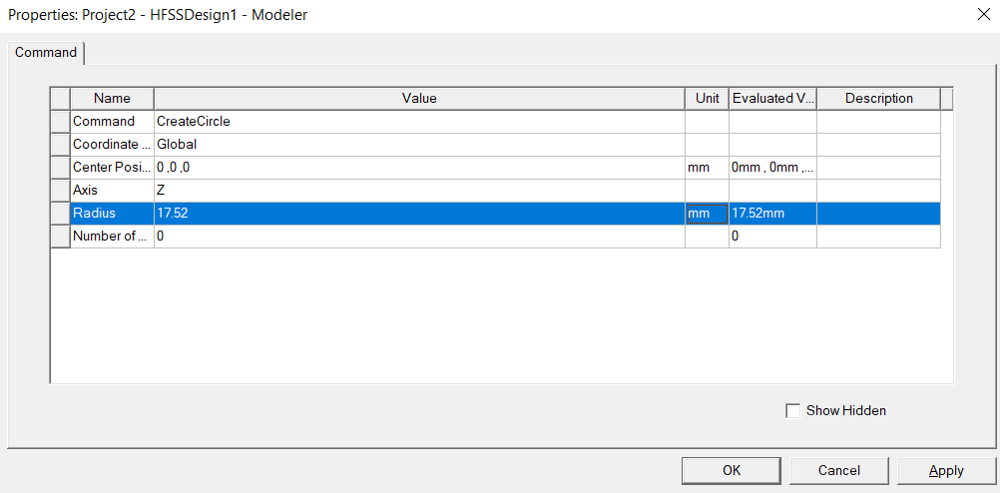 Properties: Project2 - HFSSDesign1 - Modeler
Command
Name Value Unit Evaluated V... Description
Command CreateCircle
Coordinate ... Global
Center Posi... 0 ,0 ,0 mm 0mm , 0mm ,...
Axis Z
Radius 17.52 mm 17.52mm
Number of ... 0 0
Show Hidden
OK Cancel Apply